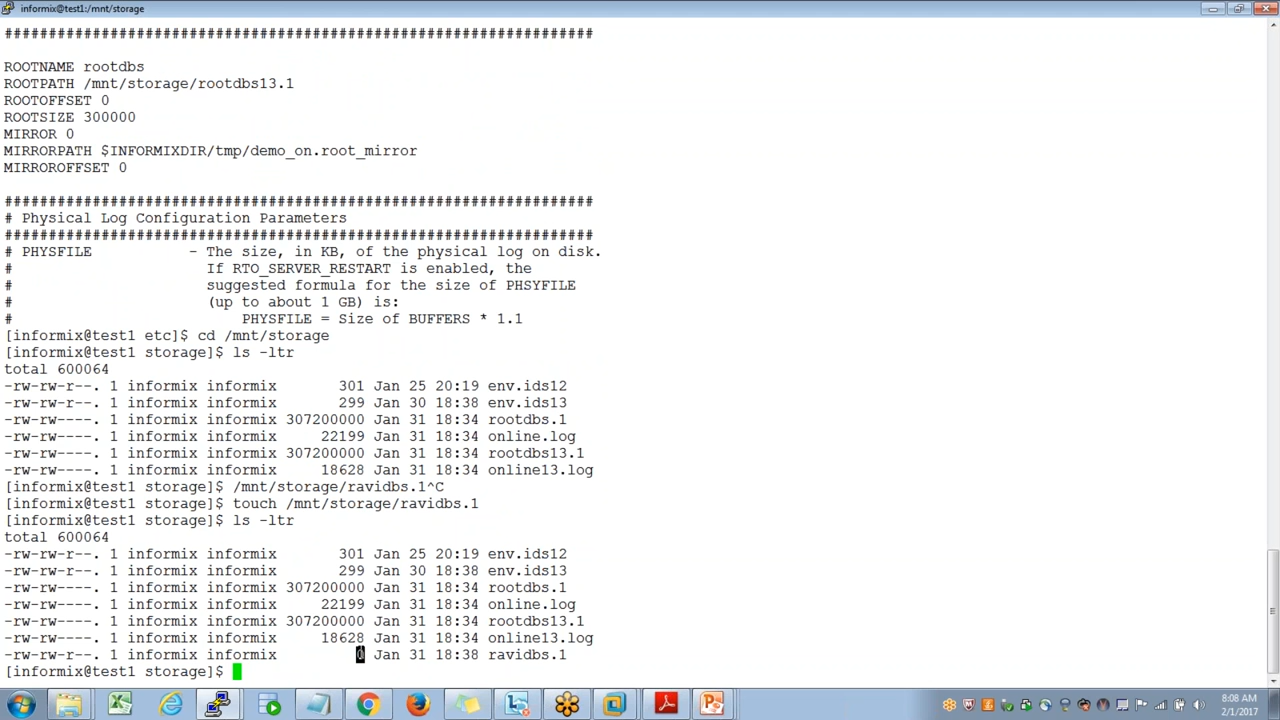 informix@test1:/mnt/storage
###################################################################
ROOTNAME rootdbs
ROOTPATH /mnt/storage/rootdbs13.1
ROOTOFFSET 0
ROOTSIZE 300000
MIRROR 0
MIRRORPATH $INFORMIXDIR/tmp/demo_on.root_mirror
MIRROROFFSET 0
###################################################################
# Physical Log Configuration Parameters
###################################################################
# PHYSFILE - The size, in KB, of the physical log on disk.
# If RTO_SERVER_RESTART is enabled, the
# suggested formula for the size of PHSYFILE
# (up to about 1 GB) is:
# PHYSFILE = Size of BUFFERS * 1.1
[informix@test1 etc]$ cd /mnt/storage
[informix@test1 storage]$ ls -ltr
total 600064
-rw-rw-r--. 1 informix informix 301 Jan 25 20:19 env.ids12
-rw-rw-r--. 1 informix informix 299 Jan 30 18:38 env.ids13
-rw-rw----. 1 informix informix 307200000 Jan 31 18:34 rootdbs.1
-rw-rw----. 1 informix informix 22199 Jan 31 18:34 online.log
-rw-rw----. 1 informix informix 307200000 Jan 31 18:34 rootdbs13.1
-rw-rw----. 1 informix informix 18628 Jan 31 18:34 online13.log
[informix@test1 storage]$ /mnt/storage/ravidbs.1^C
[informix@test1 storage]$ touch /mnt/storage/ravidbs.1
[informix@test1 storage]$ ls -ltr
total 600064
-rw-rw-r--. 1 informix informix 301 Jan 25 20:19 env.ids12
-rw-rw-r--. 1 informix informix 299 Jan 30 18:38 env.ids13
-rw-rw----. 1 informix informix 307200000 Jan 31 18:34 rootdbs.1
-rw-rw----. 1 informix informix 22199 Jan 31 18:34 online.log
-rw-rw----. 1 informix informix 307200000 Jan 31 18:34 rootdbs13.1
-rw-rw----. 1 informix informix 18628 Jan 31 18:34 online13.log
-rw-rw-r--. 1 informix informix 0 Jan 31 18:38 ravidbs.1
[informix@test1 storage]$
8:08 AM
2/1/2017